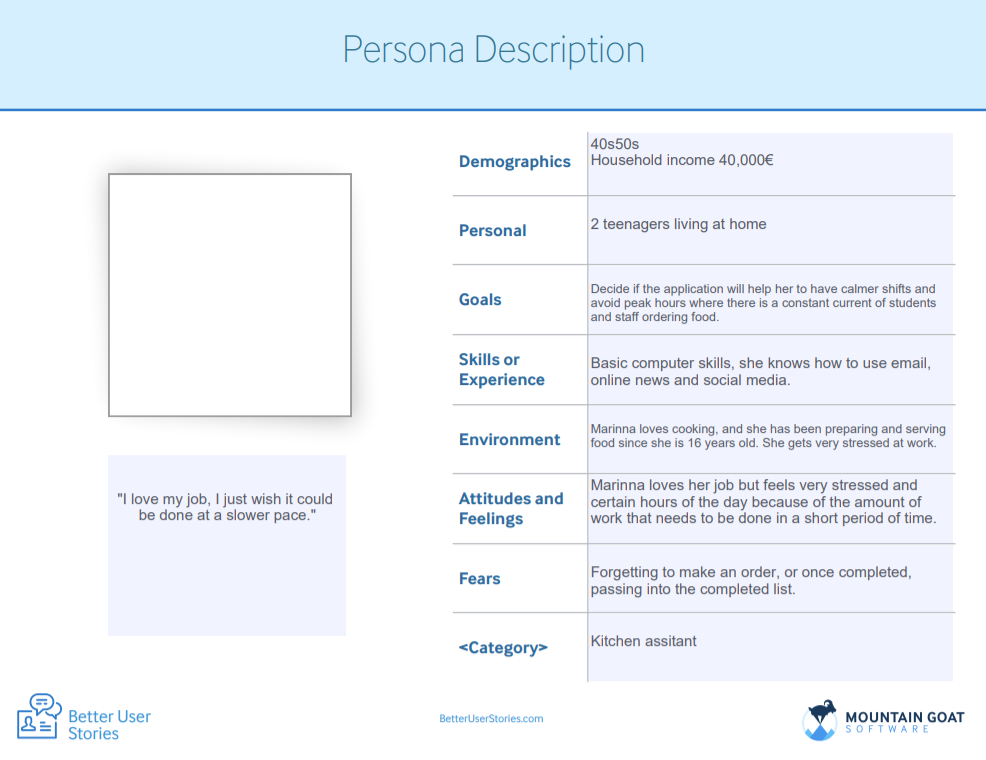 Persona Description
Demographics
40s50s
Household income 40,000€
Personal
2 teenagers living at home
Goals
Decide if the application will help her to have calmer shifts and
avoid peak hours where there is a constant current of students
and staff ordering food.
Skills or
Experience
Basic computer skills, she knows how to use email,
online news and social media.
Environment
Marinna loves cooking, and she has been preparing and serving
food since she is 16 years old. She gets very stressed at work.
"I love my job, I just wish it could
be done at a slower pace."
Attitudes and
Feelings
Marinna loves her job but feels very stressed and
certain hours of the day because of the amount of
work that needs to be done in a short period of time.
Fears
Forgetting to make an order, or once completed,
passing into the completed list.
<Category>
Kitchen assitant
Better User
Stories
BetterUserStories.com
MOUNTAIN GOAT
SOFTWARE